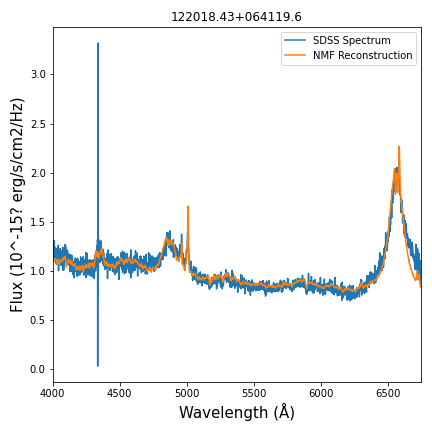 122018.43+064119.6
SDSS Spectrum
NMF Reconstruction
Flux (10^-15? erg/s/cm2/Hz)
3.0
2.5
2.0
1.5
1.0
0.5
0.0
4000 4500 5000 5500 6000 6500
Wavelength (Å)